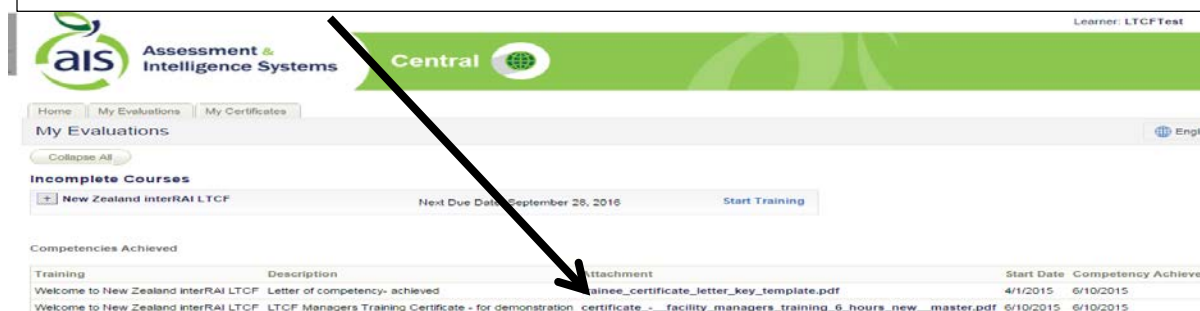 Learner: LTCFTest
ais Assessment & Intelligence Systems
Central
Home My Evaluations My Certificates
My Evaluations
Collapse All
Incomplete Courses
+ New Zealand interRAI LTCF Next Due Date September 28, 2016 Start Training
Competencies Achieved
Training Description Attachment Start Date
Competency
Welcome to New Zealand interRAI LTCF Letter of competency- achieved 4/1/2015 6/10/2015
Welcome to New Zealand interRAI LTCF LTCF Managers Training Certificate - for demonstration certificate_-__facility_managers_training_6_hours_new__master.pdf 6/10/2015 6/10/2015